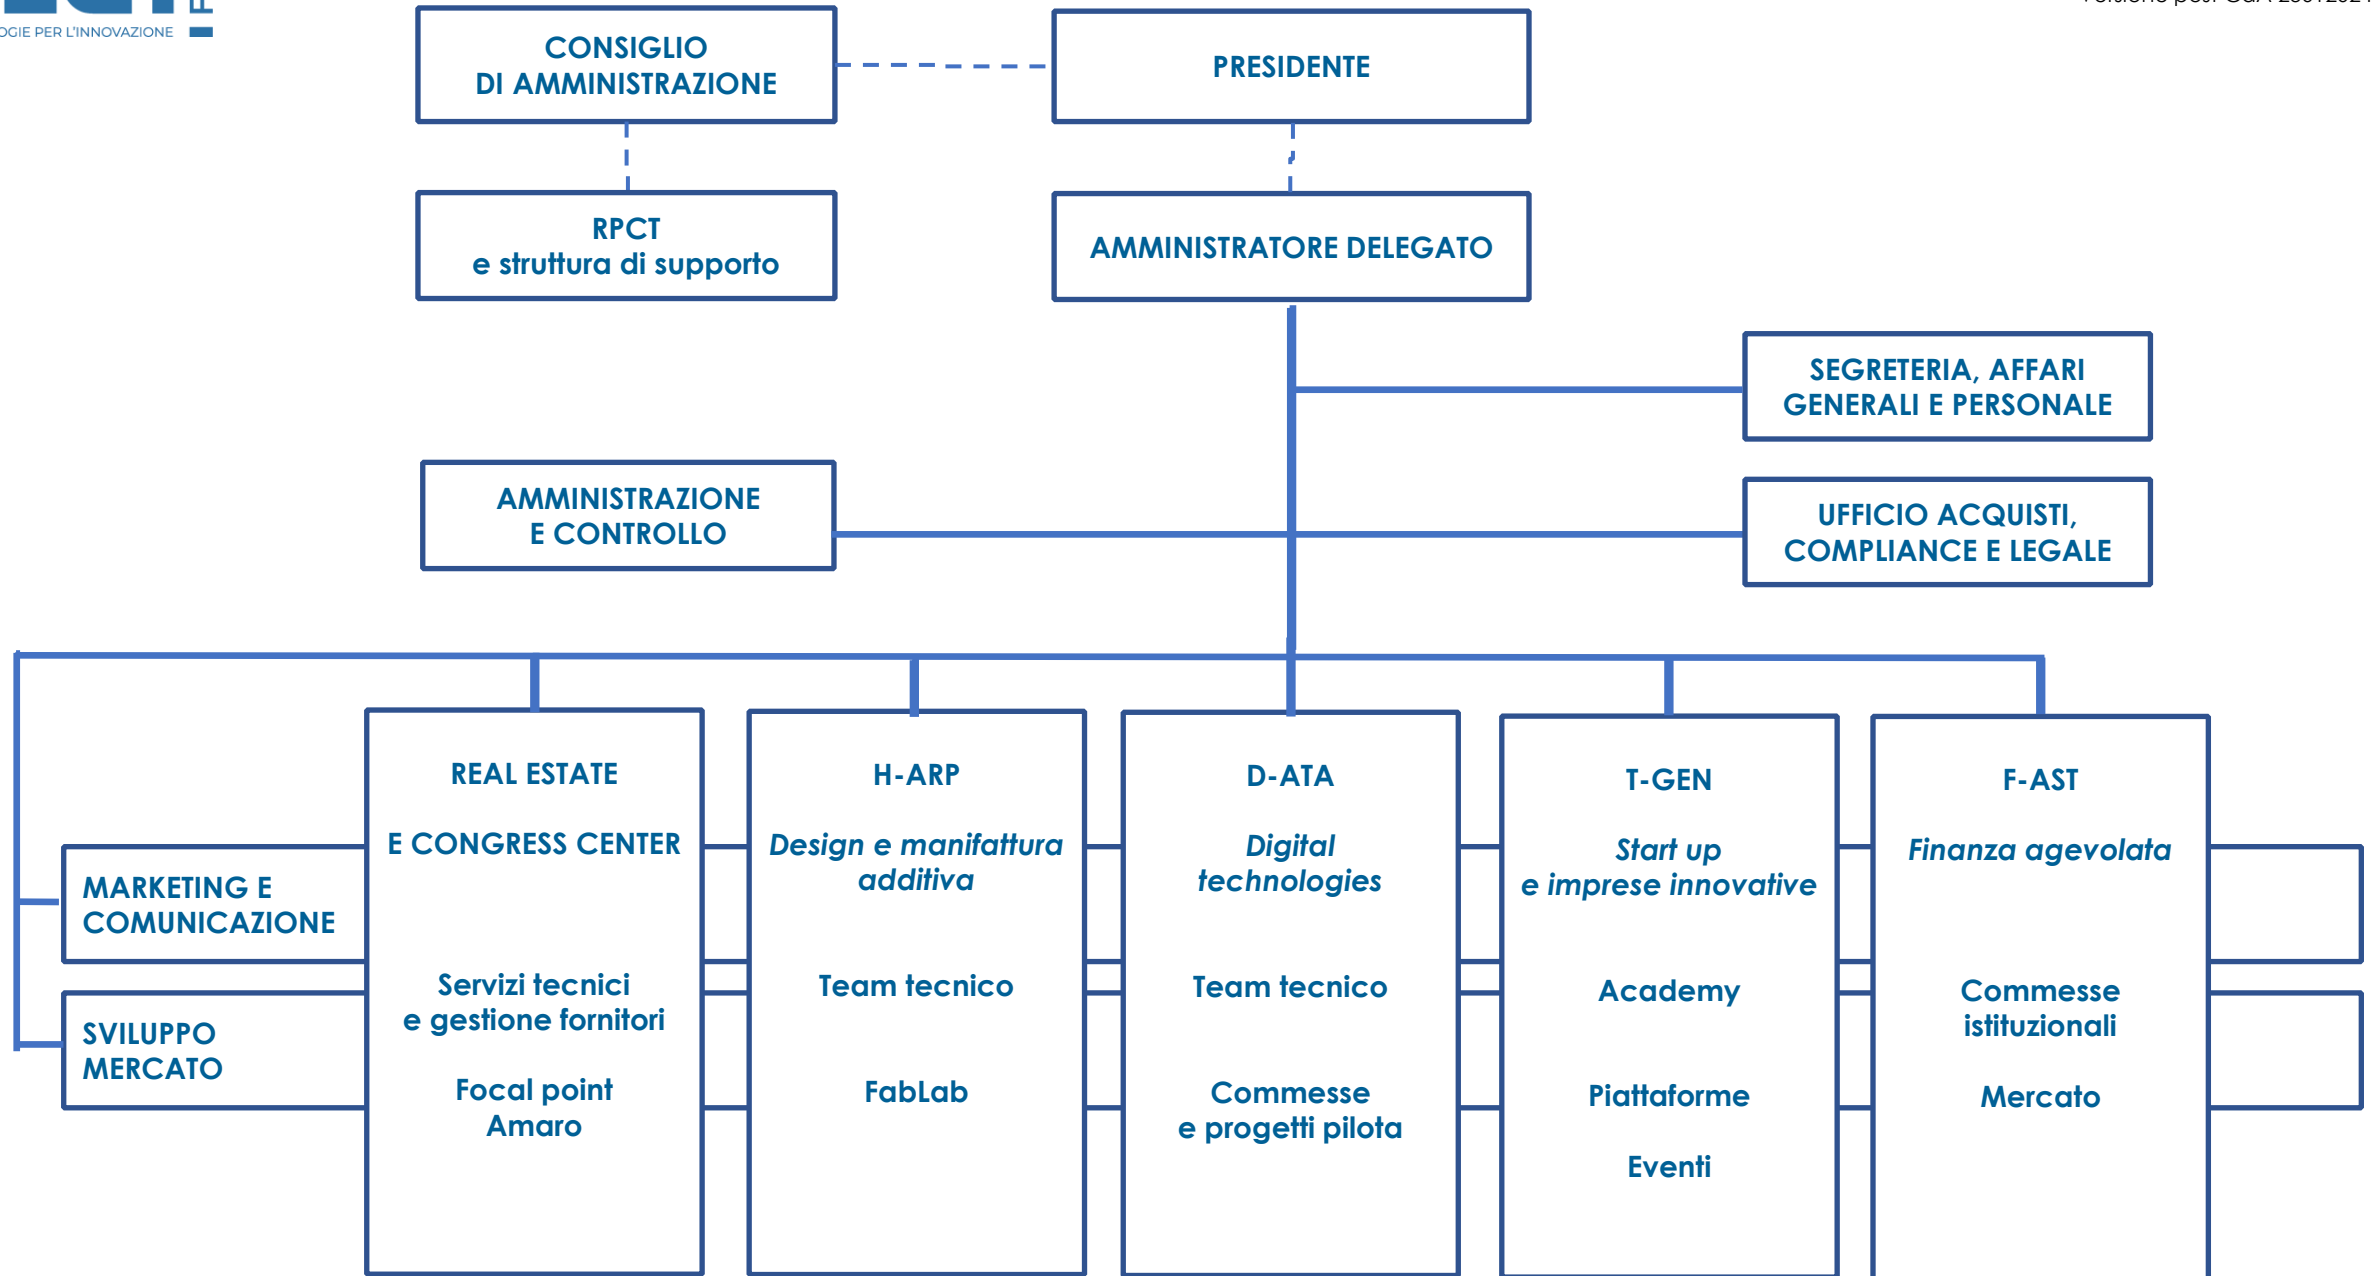 PER L'INNOVAZIONE
CONSIGLIO
DI AMMINISTRAZIONE
PRESIDENTE
RPCT
e struttura di supporto
AMMINISTRATORE DELEGATO
SEGRETERIA, AFFARI
GENERALI E PERSONALE
AMMINISTRAZIONE
E CONTROLLO
UFFICIO ACQUISTI,
COMPLIANCE E LEGALE
REAL ESTATE
E CONGRESS CENTER
Servizi tecnici
e gestione fornitori
Focal point
Amaro
H-ARP
Design e manifattura
additiva
Team tecnico
FabLab
D-ATA
Digital
technologies
Team tecnico
Commesse
e progetti pilota
T-GEN
Start up
e imprese innovative
Academy
Piattaforme
Eventi
F-AST
Finanza agevolata
Commesse
istituzionali
Mercato
MARKETING E
COMUNICAZIONE
SVILUPPO
MERCATO